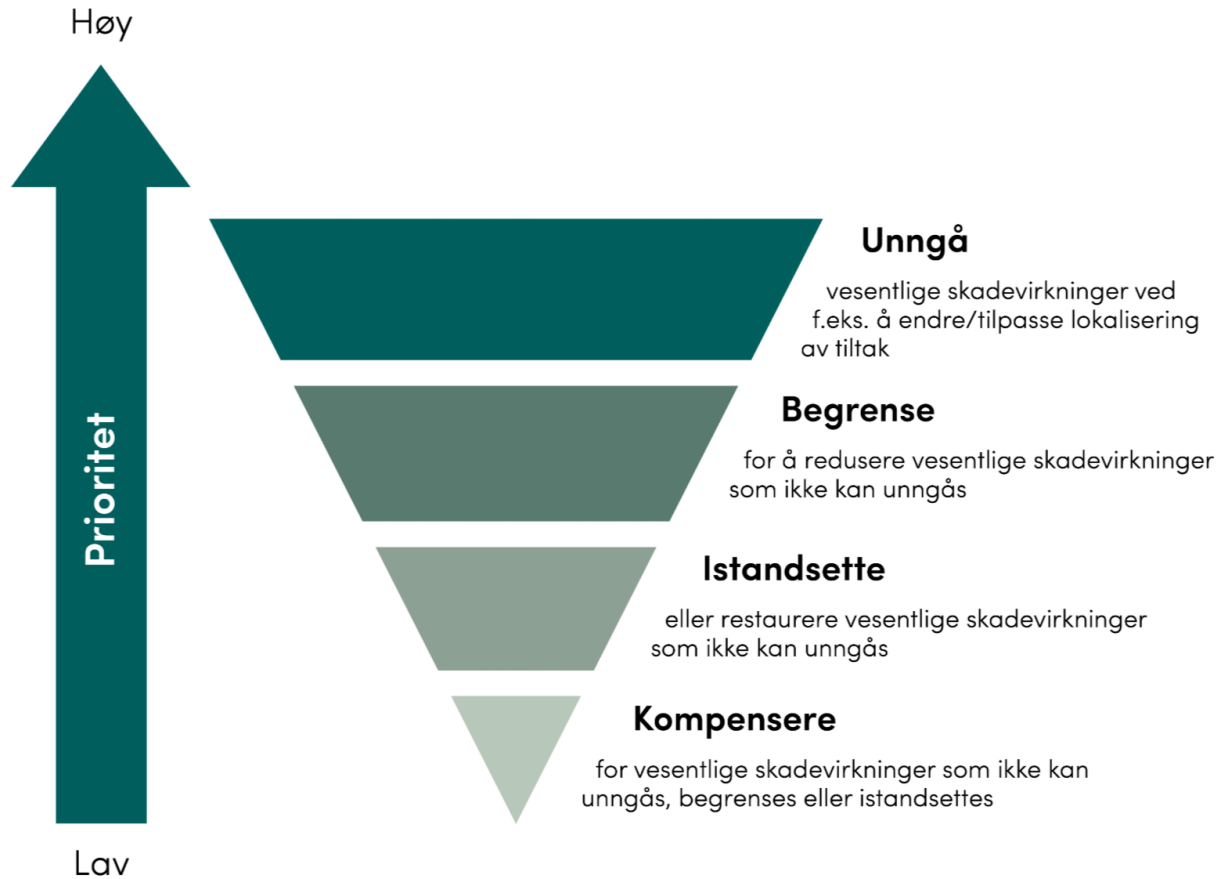 Høy
Prioritet
Lav
Unngå
vesentlige skadevirkninger ved
f.eks. å endre/tilpasse lokalisering
av tiltak
Begrense
for å redusere vesentlige skadevirkninger
som ikke kan unngås
Istandsette
eller restaurere vesentlige skadevirkninger
som ikke kan unngås
Kompensere
for vesentlige skadevirkninger som ikke kan
unngås, begrenses eller istandsettes